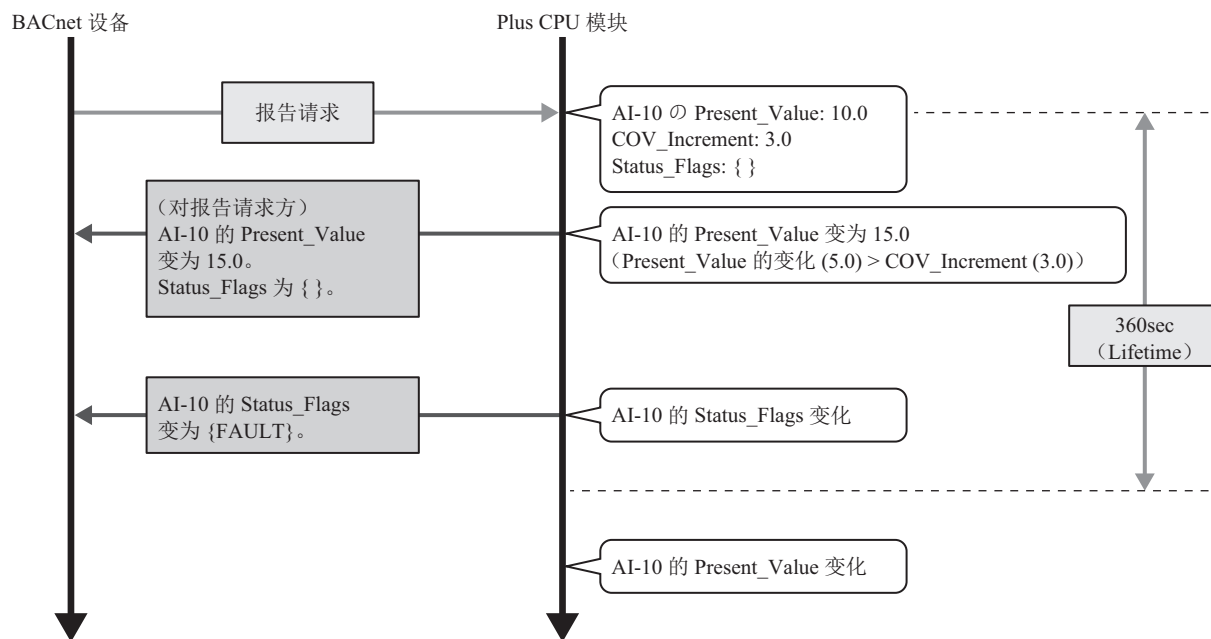 BACnet 设备
Plus CPU 模块
报告请求
AI-10 の Present_Value: 10.0
COV_Increment: 3.0
Status_Flags: { }
（对报告请求方）
AI-10 的 Present_Value
变为 15.0。
Status_Flags 为 { }。
AI-10 的 Present_Value 变为 15.0
（Present_Value 的变化 (5.0) > COV_Increment (3.0)）
360sec
（Lifetime）
AI-10 的 Status_Flags
变为 {FAULT}。
AI-10 的 Status_Flags 变化
AI-10 的 Present_Value 变化